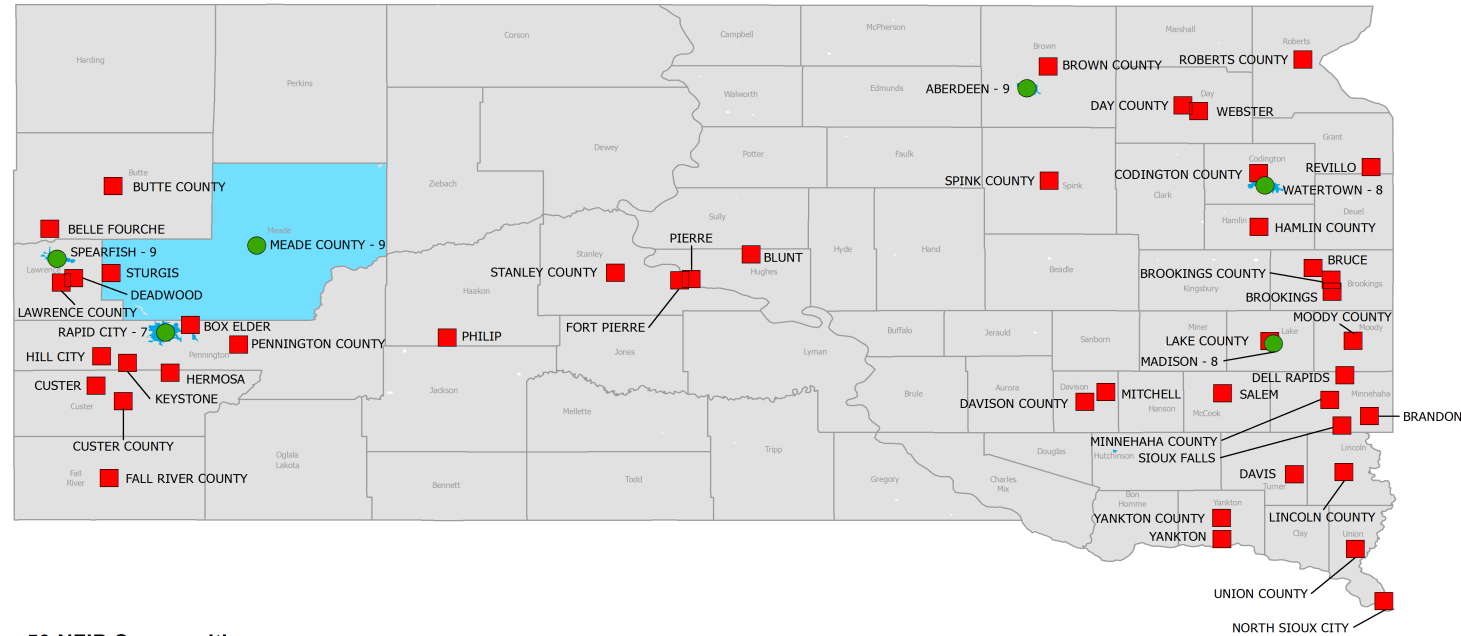 Harding
Perkins
Corson
Campbell
McPherson
Brown
Marshall
Roberts
ROBERTS COUNTY
BROWN COUNTY
Walworth
Edmunds
ABERDEEN - 9
Day
DAY COUNTY
WEBSTER
Grant
Dewey
Potter
Faulk
Codington
REVILLO
Butte
BUTTE COUNTY
Ziebach
SPINK COUNTY
Spink
CODINGTON COUNTY
WATERTOWN - 8
Clark
Deuel
Sully
Hamlin
HAMLIN COUNTY
BELLE FOURCHE
Meade
MEADE COUNTY - 9
PIERRE
Hyde
Hand
SPEARFISH - 9
Stanley
BLUNT
BRUCE
Lawrence
STURGIS
STANLEY COUNTY
Hughes
Beadle
BROOKINGS COUNTY
Kingsbury
Brookings
DEADWOOD
Haakon
BROOKINGS
LAWRENCE COUNTY
MOODY COUNTY
RAPID CITY - 7
BOX ELDER
FORT PIERRE
Buffalo
Jerauld
Miner
Lake
Moody
PHILIP
Sanborn
LAKE COUNTY
PENNINGTON COUNTY
HILL CITY
Pennington
Jones
Lyman
MADISON - 8
HERMOSA
DELL RAPIDS
CUSTER
Jackson
Brule
Aurora
Davison
MITCHELL
SALEM
Minnehaha
KEYSTONE
Custer
DAVISON COUNTY
Hanson
McCook
Mellette
BRANDON
CUSTER COUNTY
MINNEHAHA COUNTY
Oglala
Lakota
Tripp
Douglas
Hutchinson
SIOUX FALLS
Lincoln
Fall
River
FALL RIVER COUNTY
Bennett
Todd
Gregory
Charles
Mix
DAVIS
Turner
Bon
Homme
Yankton
YANKTON COUNTY
LINCOLN COUNTY
YANKTON
Clay
Union
UNION COUNTY
NORTH SIOUX CITY